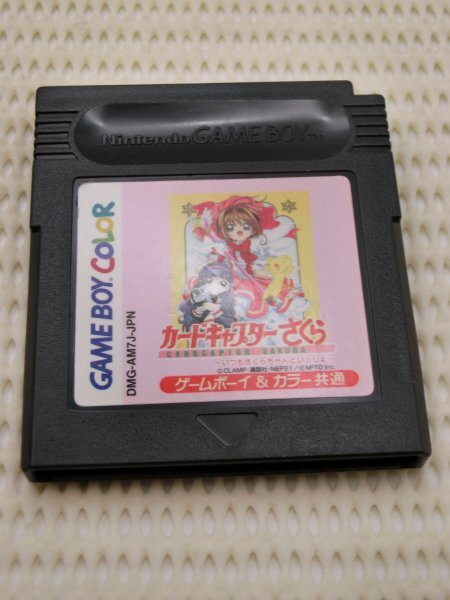 Nintendo GAME BOY TM
GAME BOY COLOR
DMG-AM7J-JPN
カードキャプターさくら
CARDCAPTOR SAKURA
〜いつもさくらちゃんといっしょ〜
©CLAMP・講談社・NEP21/©MTO Inc.
ゲームボーイ & カラー共通